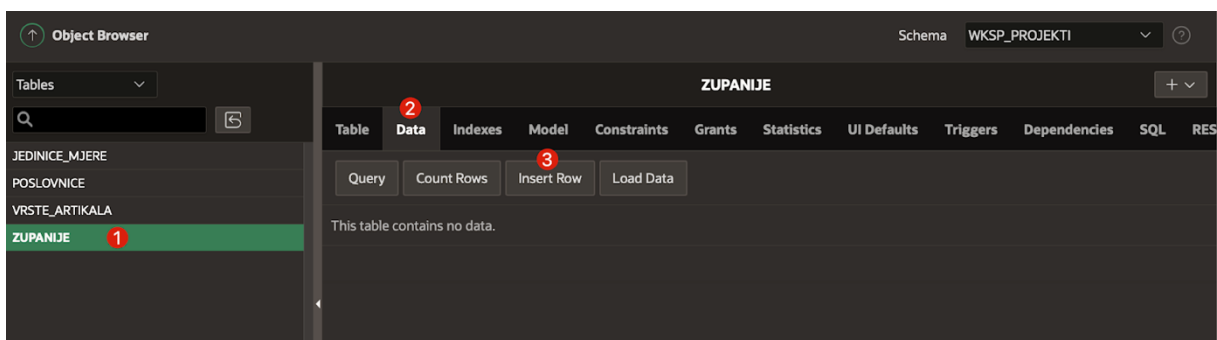 Object Browser
Schema WKSP_PROJEKTI
Tables
ZUPANIJE
2
Table Data Indexes Model Constraints Grants Statistics UI Defaults Triggers Dependencies SQL RES
JEDINICE_MJERE
POSLOVNICE
VRSTE_ARTIKALA
ZUPANIJE 1
3
Query Count Rows Insert Row Load Data
This table contains no data.